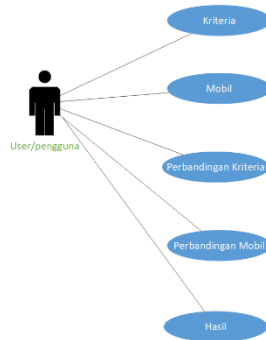 Kriteria
Mobil
User/pengguna
Perbandingan Kriteria
Perbandingan Mobil
Hasil